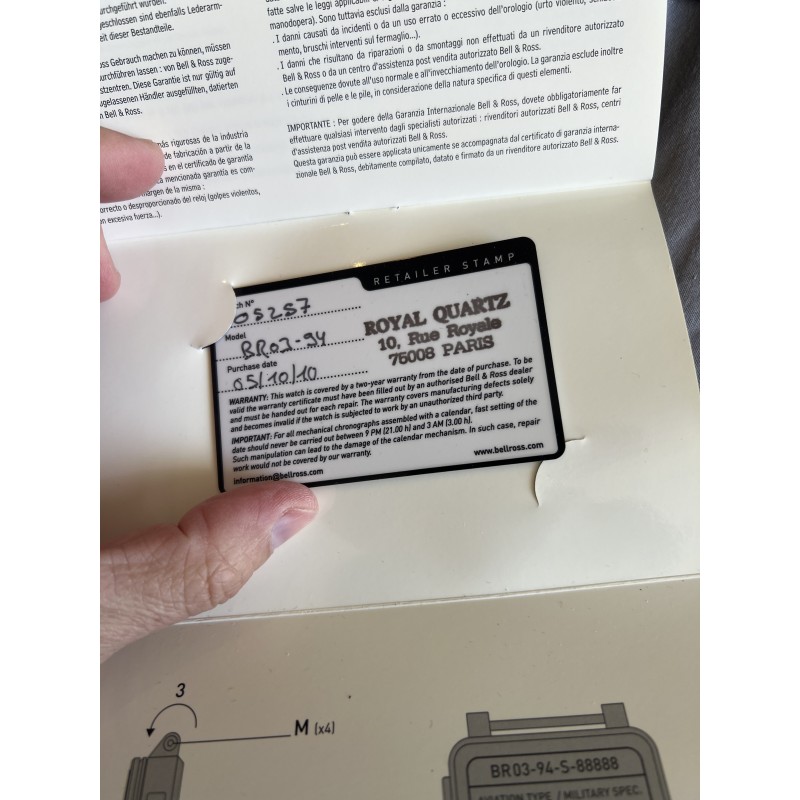 urchgeführt wurden.
geschlossen sind ebenfalls Lederarm-
eit dieser Bestandteile.
oss Gebrauch machen zu können, müssen
urchführen lassen : von Bell & Ross zuge-
stzentren. Diese Garantie ist nur gültig auf
ugelassenen Händler ausgefüllten, datierten
n Bell & Ross.
más rigurosas de la industria
de fabricación a partir de la
s en el certificado de garantía
a mencionada garantía es com-
margen de la misma :
orrecto o desproporcionado del reloj (golpes violentos,
on excesiva fuerza...).
fatte salve le leggi applicabili
manodopera). Sono tuttavia esclusi dalla garanzia :
. I danni causati da incidenti o da un uso errato o eccessivo dell'orologio (urto violento,
mento, bruschi interventi sul fermaglio...).
. I danni che risultano da riparazioni o da smontaggi non effettuati da un rivenditore autorizzato
Bell & Ross o da un centro d'assistenza post vendita autorizzato Bell & Ross.
. Le conseguenze dovute all'uso normale e all'invecchiamento dell'orologio. La garanzia esclude inoltre
i cinturini di pelle e le pile, in considerazione della natura specifica di questi elementi.
IMPORTANTE : Per godere della Garanzia Internazionale Bell & Ross, dovete obbligatoriamente far
effettuare qualsiasi intervento dagli specialisti autorizzati : rivenditori autorizzati Bell & Ross, centri
d'assistenza post vendita autorizzati Bell & Ross.
Questa garanzia può essere applicata unicamente se accompagnata dal certificato di garanzia interna-
zionale Bell & Ross, debitamente compilato, datato e firmato da un rivenditore autorizzato Bell & Ross.
RETAILER STAMP
ch N°
05257
Model
BR03-94
Purchase date
05/10/10
ROYAL QUARTZ
10, Rue Royale
75008 PARIS
WARRANTY: This watch is covered by a two-year warranty from the date of purchase. To be
valid the warranty certificate must have been filled out by an authorised Bell & Ross dealer
and must be handed out for each repair. The warranty covers manufacturing defects solely
and becomes invalid if the watch is subjected to work by an unauthorized third party.
IMPORTANT: For all mechanical chronographs assembled with a calendar, fast setting of the
date should never be carried out between 9 PM (21.00 h) and 3 AM (3.00 h).
Such manipulation can lead to the damage of the calendar mechanism. In such case, repair
work would not be covered by our warranty.
information@bellross.com
www.bellross.com
3
M (x4)
BR03-94-S-88888
TYPE / MILITARY SPEC.